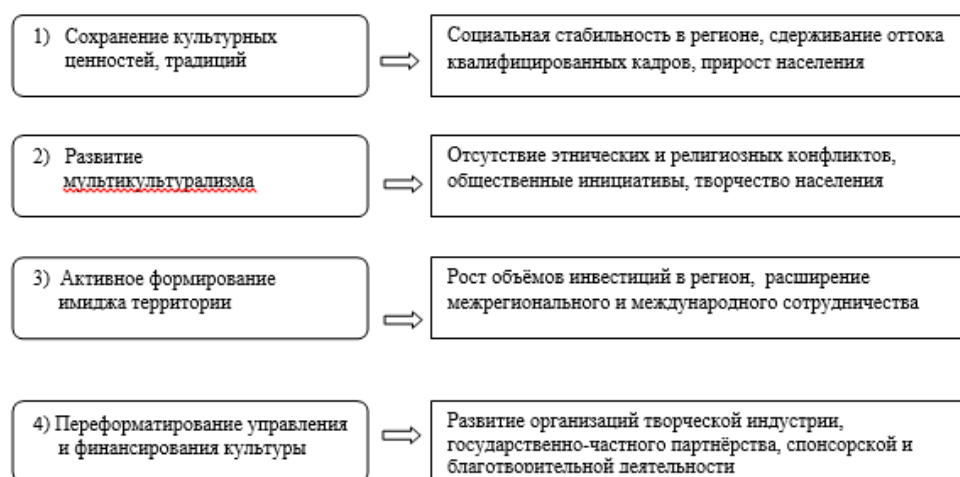 1) Сохранение культурных
ценностей, традиций
Социальная стабильность в регионе, сдерживание оттока
квалифицированных кадров, прирост населения
2) Развитие
мультикультурализма
Отсутствие этнических и религиозных конфликтов,
общественные инициативы, творчество населения
3) Активное формирование
имиджа территории
Рост объёмов инвестиций в регион, расширение
межрегионального и международного сотрудничества
4) Переформатирование управления
и финансирования культуры
Развитие организаций творческой индустрии,
государственно-частного партнёрства, спонсорской и
благотворительной деятельности